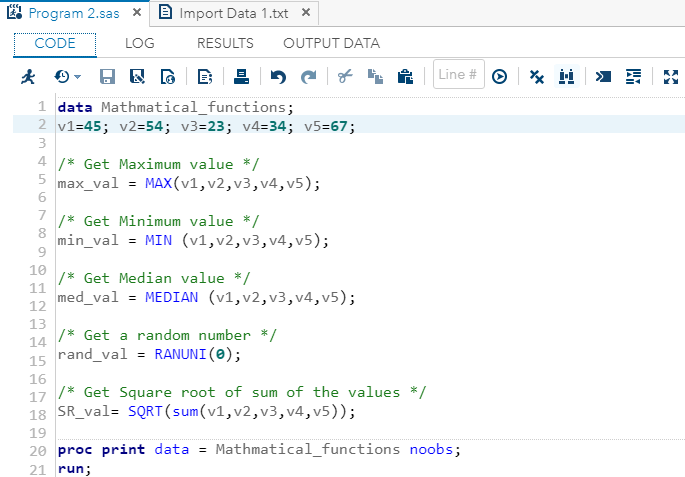 Program 2.sas × Import Data 1.txt ×
CODE LOG RESULTS OUTPUT DATA
Line #
1 data Mathmatical_functions;
2 v1=45; v2=54; v3=23; v4=34; v5=67;
3
4 /* Get Maximum value */
5 max_val = MAX(v1,v2,v3,v4,v5);
6
7 /* Get Minimum value */
8 min_val = MIN (v1,v2,v3,v4,v5);
9
10 /* Get Median value */
11 med_val = MEDIAN (v1,v2,v3,v4,v5);
12
13 /* Get a random number */
14 rand_val = RANUNI(0);
15
16
17 /* Get Square root of sum of the values */
18 SR_val= SQRT(sum(v1,v2,v3,v4,v5));
19
20 proc print data = Mathmatical_functions noobs;
21 run;